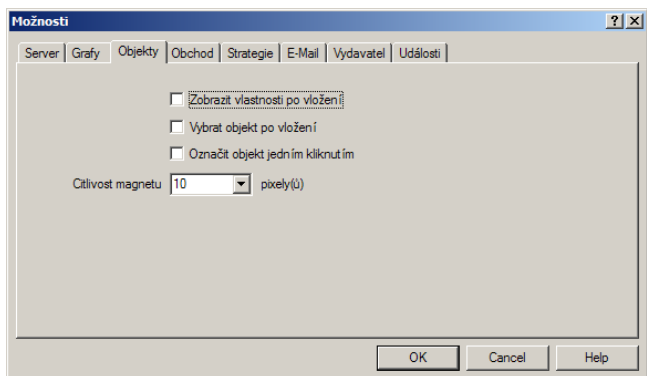 Možnosti
Server Grafy Objekty Obchod Strategie E-Mail Vydavatel Události
Zobrazit vlastnosti po vložení
Vybrat objekt po vložení
Označit objekt jedním kliknutím
Citlivost magnetu 10 pixely(ů)
OK Cancel Help